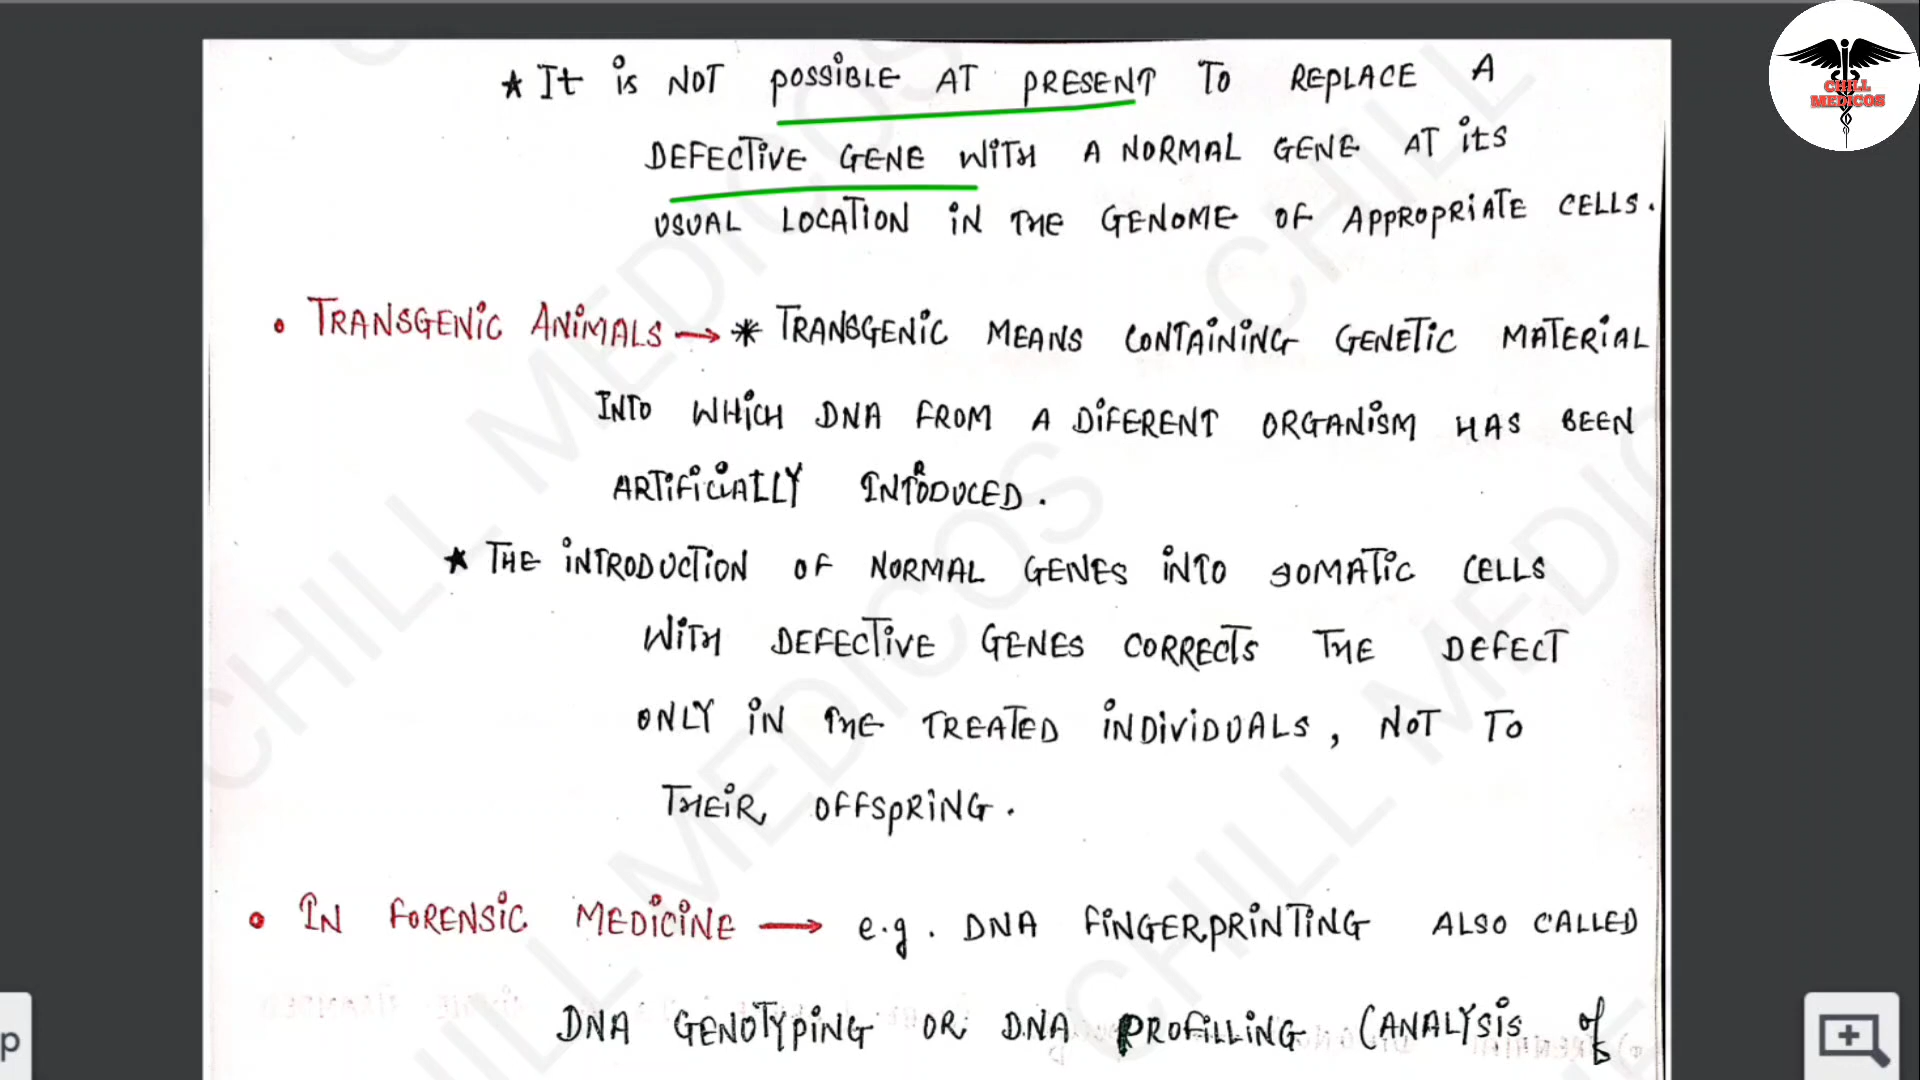 ★ It is NOT POSSIBLE AT PRESENT TO REPLACE A
DEFECTIVE GENE WITH A NORMAL GENE AT ITS
USUAL LOCATION IN THE GENOME OF APPROPRIATE CELLS.
• TRANSGENIC ANIMALS → * TRANSGENIC MEANS CONTAINING GENETIC MATERIAL
INTO WHICH DNA FROM A DIFERENT ORGANISM HAS BEEN
ARTIFICIALLY INTRODUCED.
★ THE INTRODUCTION OF NORMAL GENES INTO SOMATIC CELLS
WITH DEFECTIVE GENES CORRECTS THE DEFECT
ONLY IN THE TREATED INDIVIDUALS, NOT TO
THEIR OFFSPRING.
• IN FORENSIC MEDICINE → e.g. DNA FINGERPRINTING ALSO CALLED
DNA GENOTYPING OR DNA PROFILLING (ANALYSIS of
CHILL
MEDICOS
CHILL MEDICOS
p